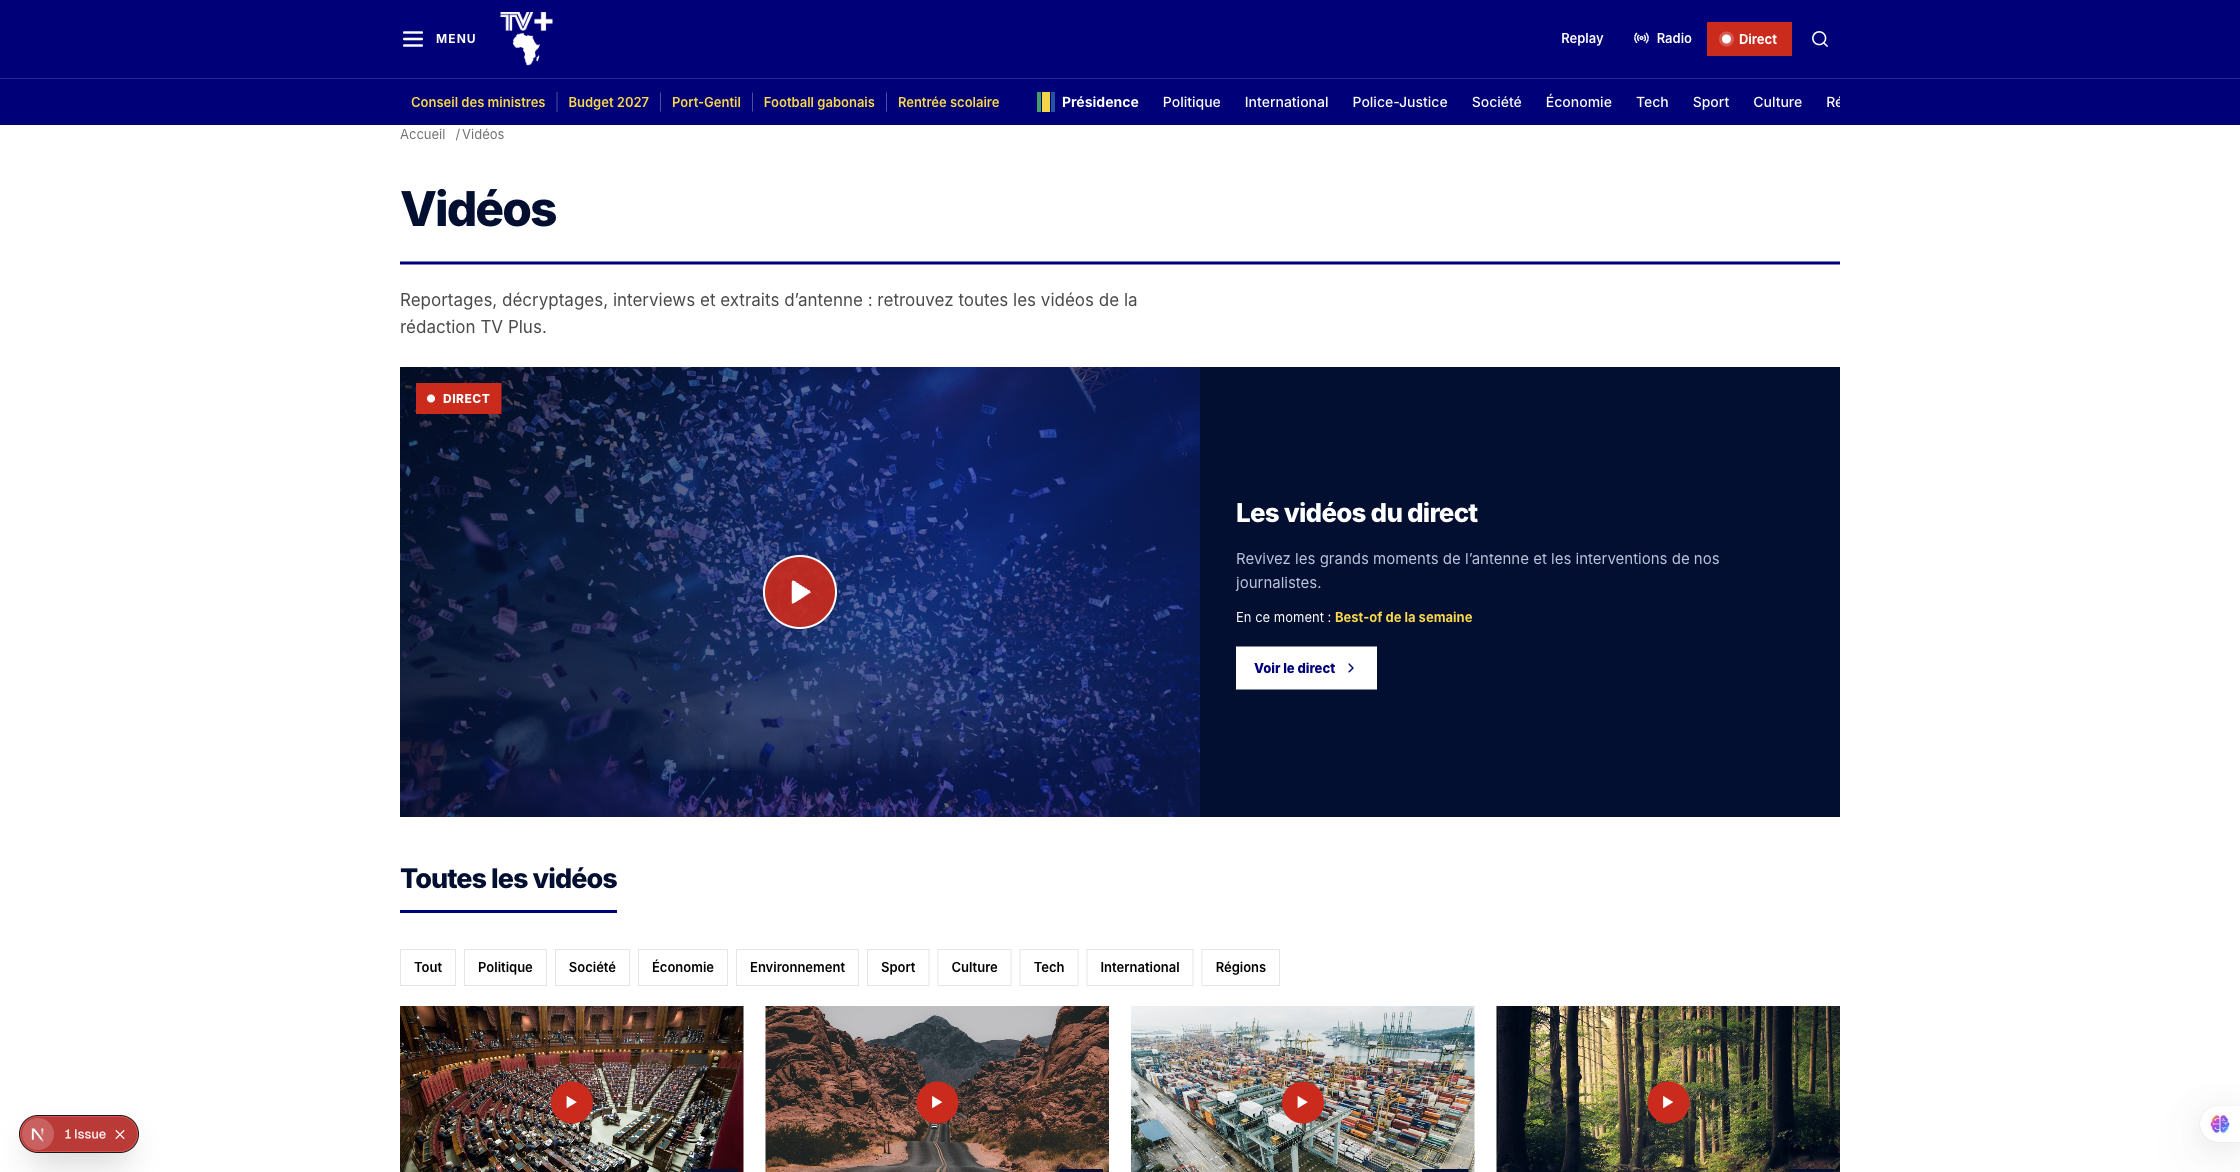 MENU
TV+
Replay
Radio
Direct
Conseil des ministres
Budget 2027
Port-Gentil
Football gabonais
Rentrée scolaire
Présidence
Politique
International
Police-Justice
Société
Économie
Tech
Sport
Culture
Ré
Accueil / Vidéos
Vidéos
Reportages, décryptages, interviews et extraits d’antenne : retrouvez toutes les vidéos de la
rédaction TV Plus.
DIRECT
Les vidéos du direct
Revivez les grands moments de l’antenne et les interventions de nos
journalistes.
En ce moment : Best-of de la semaine
Voir le direct
Toutes les vidéos
Tout
Politique
Société
Économie
Environnement
Sport
Culture
Tech
International
Régions
N
1 Issue